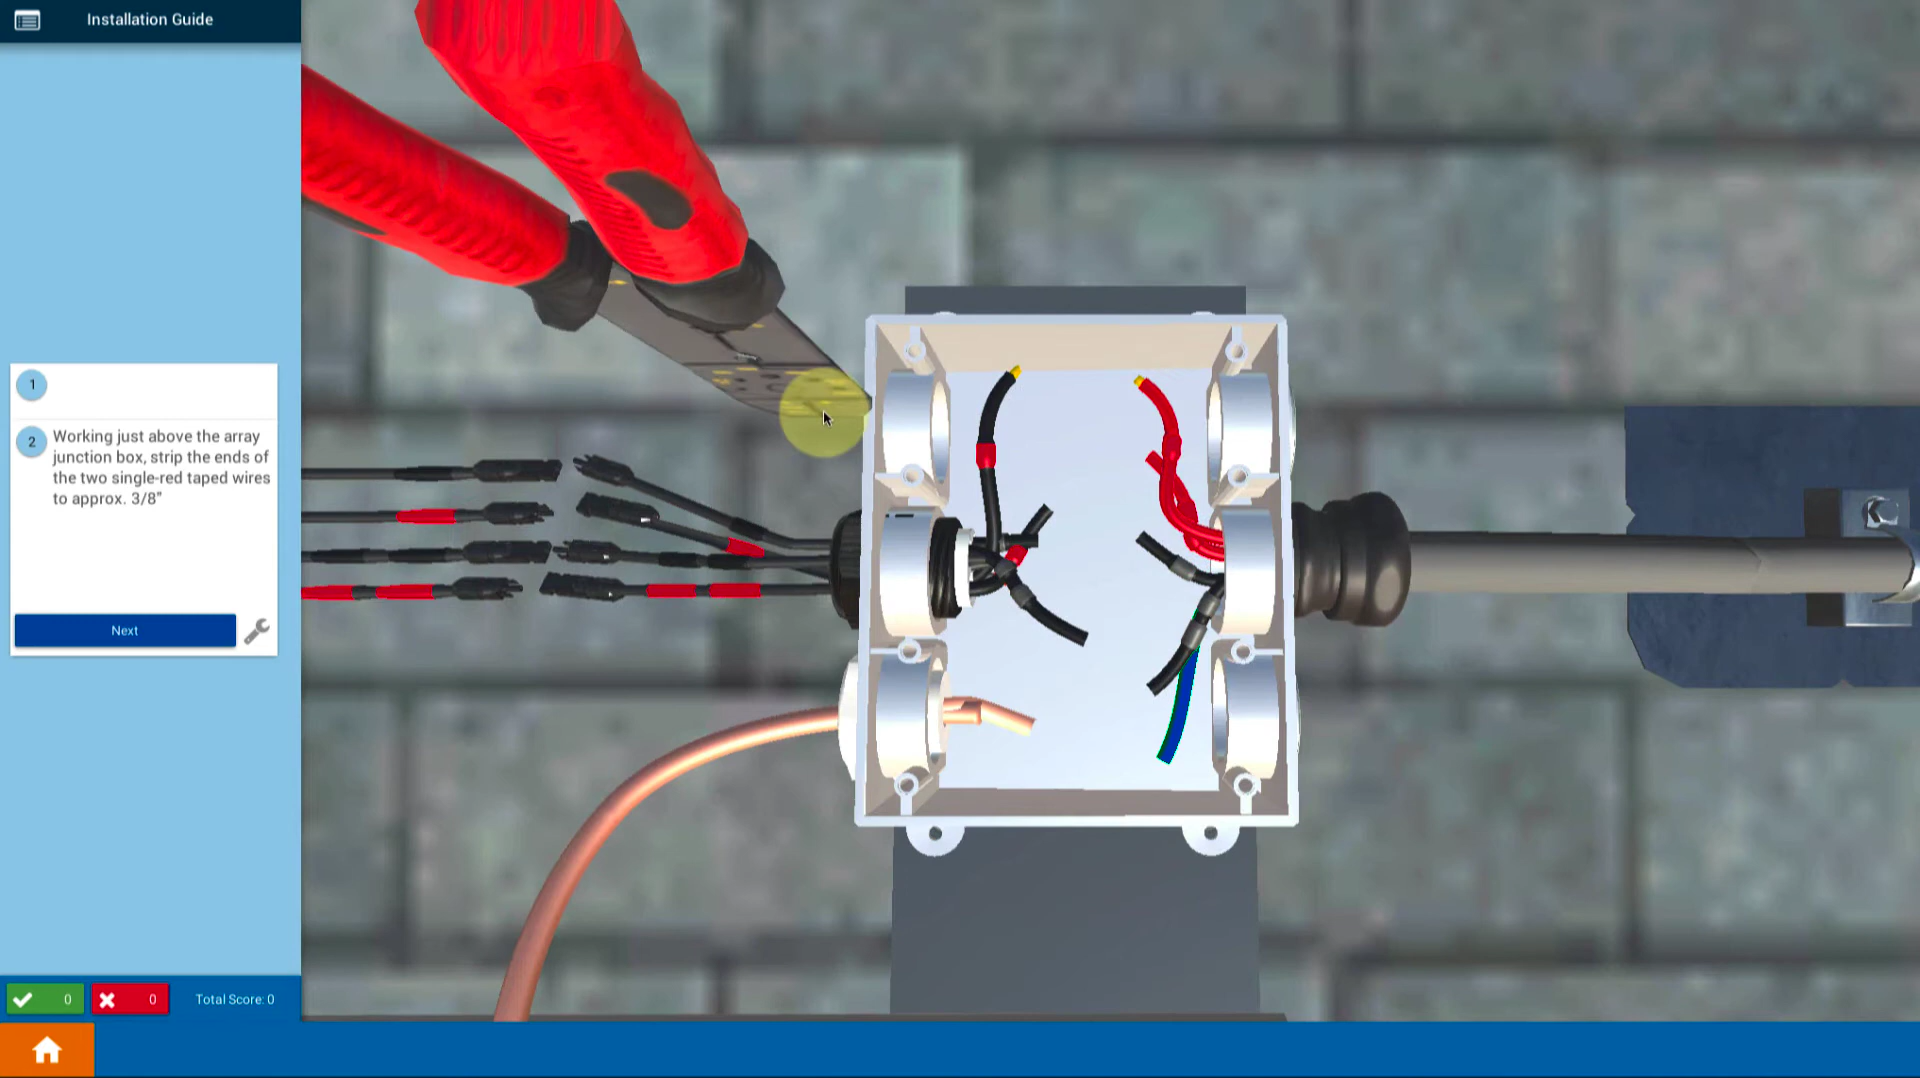 Installation Guide
1
2
Working just above the array
junction box, strip the ends of
the two single-red taped wires
to approx. 3/8"
Next
0
0
Total Score: 0